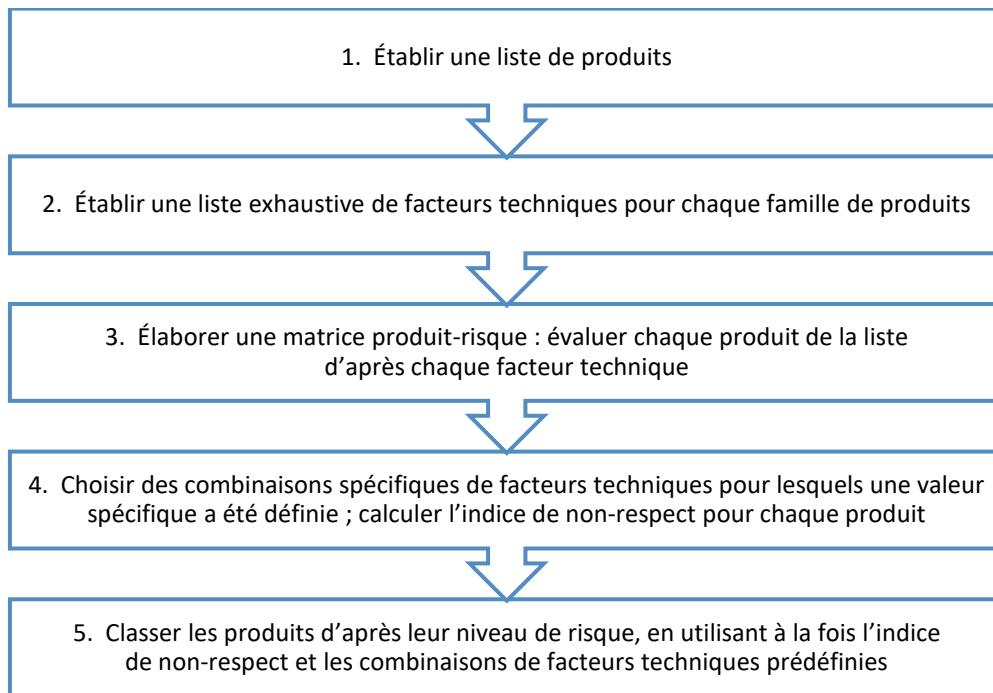 1. Établir une liste de produits
2. Établir une liste exhaustive de facteurs techniques pour chaque famille de produits
3. Élaborer une matrice produit-risque : évaluer chaque produit de la liste
d’après chaque facteur technique
4. Choisir des combinaisons spécifiques de facteurs techniques pour lesquels une valeur
spécifique a été définie ; calculer l’indice de non-respect pour chaque produit
5. Classer les produits d’après leur niveau de risque, en utilisant à la fois l’indice
de non-respect et les combinaisons de facteurs techniques prédéfinies